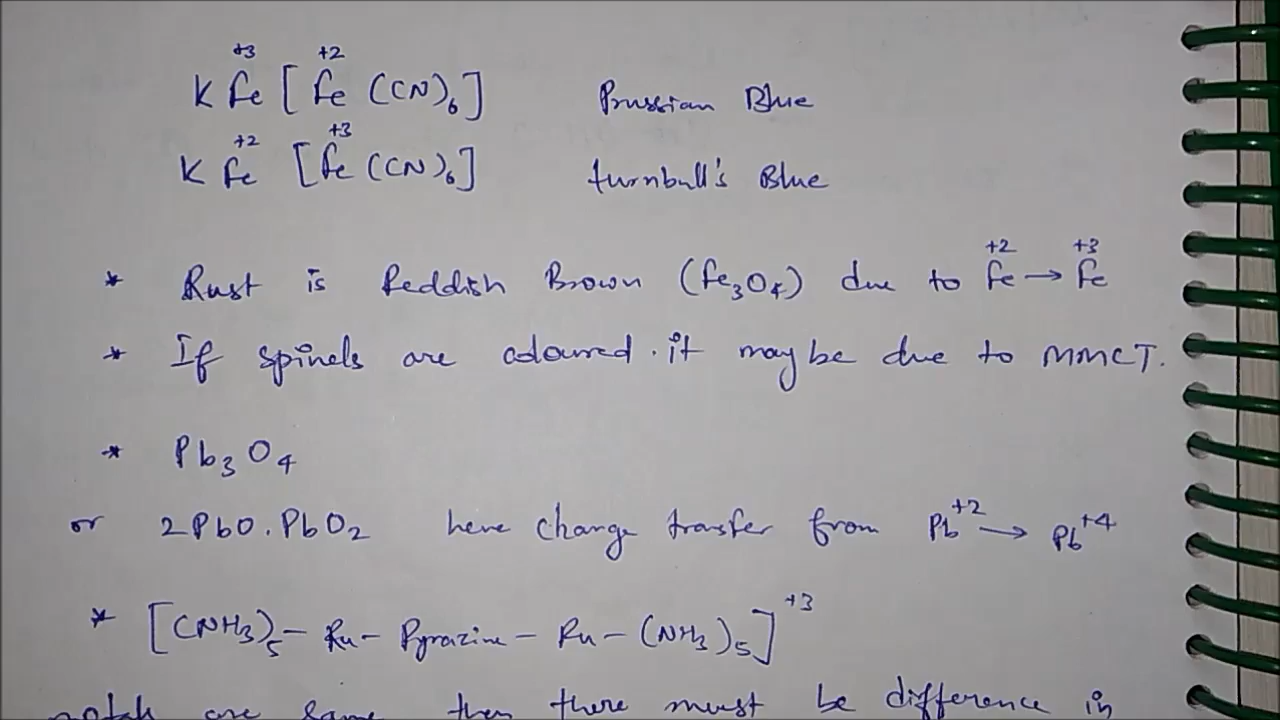 +3 +2
K Fe [Fe (CN)6] Prussian Blue
+2 +3
K Fe [Fe (CN)6] turnbull's Blue
+2 +3
* Rust is Reddish Brown (Fe3O4) due to Fe → Fe
* If spinels are coloured. it may be due to MMCT.
* Pb3O4
or 2PbO.PbO2 here charge transfer from Pb+2 → Pb+4
* [(NH3)5 – Ru – Pyrazine – Ru – (NH3)5]+3
are same then there must be difference in